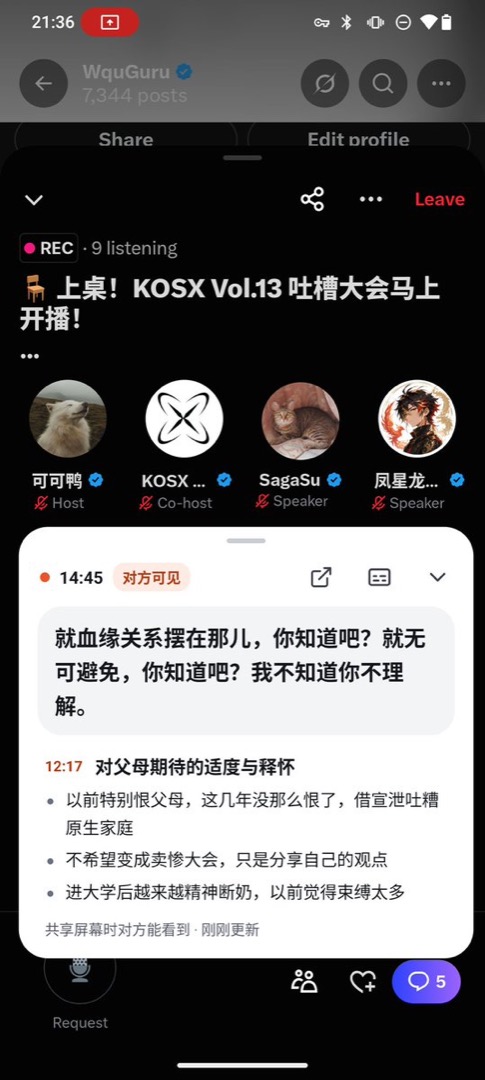 21:36
WquGuru
7,344 posts
Share
Edit profile
Leave
REC · 9 listening
上桌！KOSX Vol.13 吐槽大会马上
开播！
•••
可可鸭
Host
KOSX ...
Co-host
SagaSu
Speaker
凤星龙...
Speaker
14:45 对方可见
就血缘关系摆在那儿，你知道吧？就无
可避免，你知道吧？我不知道你不理
解。
12:17 对父母期待的适度与释怀
• 以前特别恨父母，这几年没那么恨了，借宣泄吐糟
原生家庭
• 不希望变成卖惨大会，只是分享自己的观点
• 进大学后越来越精神断奶，以前觉得束缚太多
共享屏幕时对方能看到 · 刚刚更新
5
Request